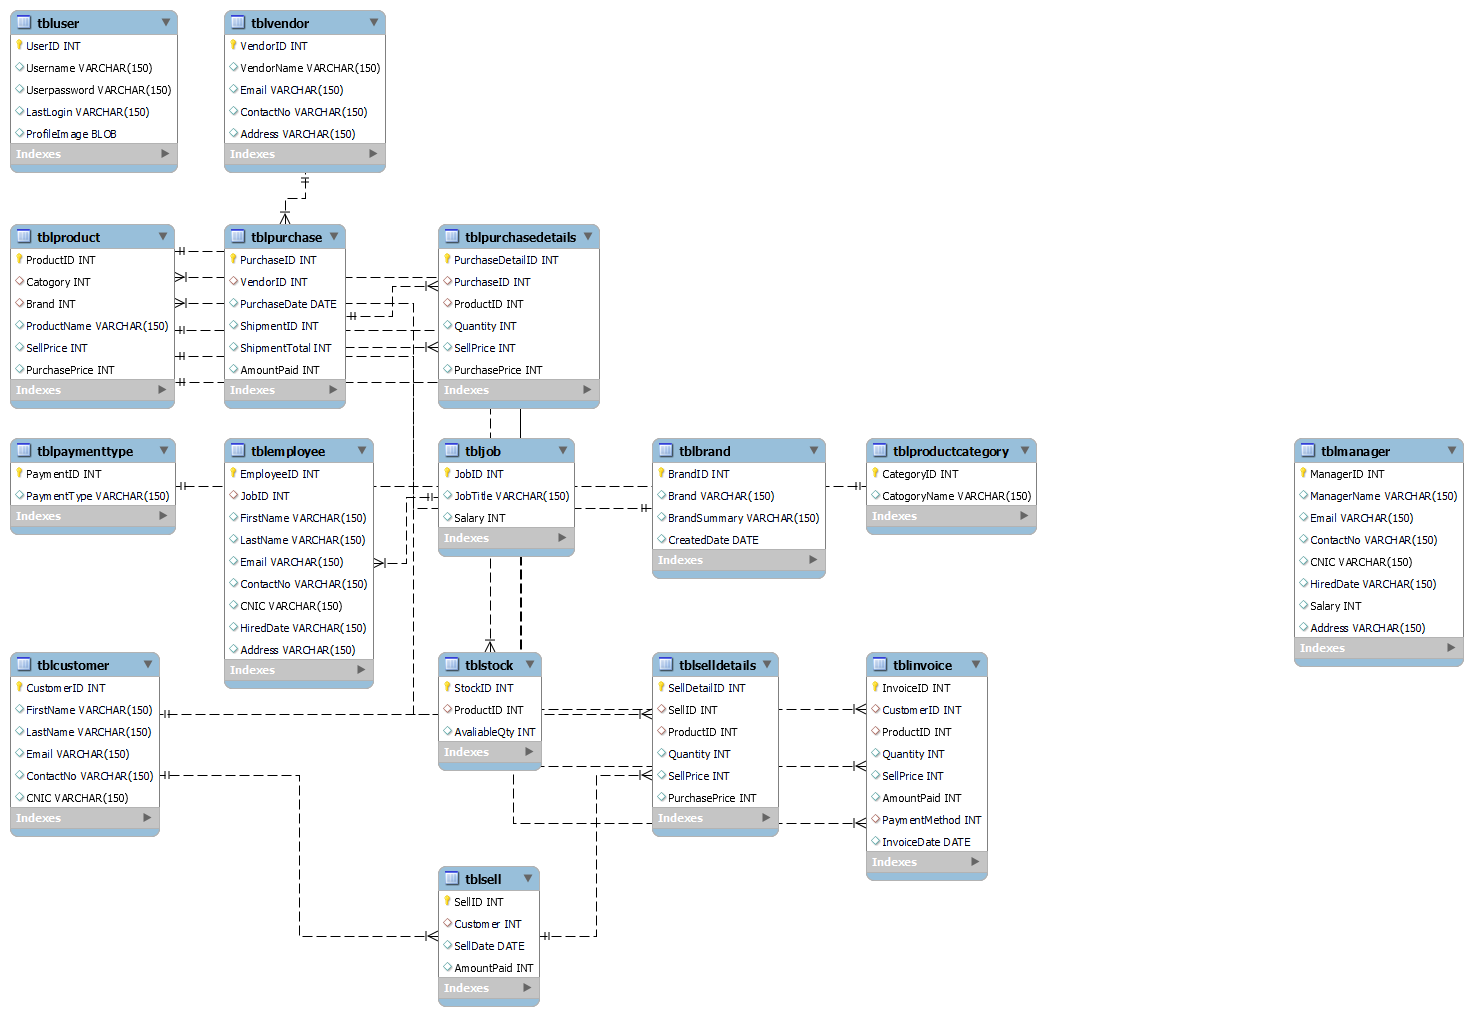 tbluser
UserID INT
Username VARCHAR(150)
Userpassword VARCHAR(150)
LastLogin VARCHAR(150)
ProfileImage BLOB
Indexes
tblvendor
VendorID INT
VendorName VARCHAR(150)
Email VARCHAR(150)
ContactNo VARCHAR(150)
Address VARCHAR(150)
Indexes
tblproduct
ProductID INT
Catogory INT
Brand INT
ProductName VARCHAR(150)
SellPrice INT
PurchasePrice INT
Indexes
tblpurchase
PurchaseID INT
VendorID INT
PurchaseDate DATE
ShipmentID INT
ShipmentTotal INT
AmountPaid INT
Indexes
tblpurchasedetails
PurchaseDetailID INT
PurchaseID INT
ProductID INT
Quantity INT
SellPrice INT
PurchasePrice INT
Indexes
tblpaymenttype
PaymentID INT
PaymentType VARCHAR(150)
Indexes
tblemployee
EmployeeID INT
JobID INT
FirstName VARCHAR(150)
LastName VARCHAR(150)
Email VARCHAR(150)
ContactNo VARCHAR(150)
CNIC VARCHAR(150)
HiredDate VARCHAR(150)
Address VARCHAR(150)
Indexes
tbljob
JobID INT
JobTitle VARCHAR(150)
Salary INT
Indexes
tblbrand
BrandID INT
Brand VARCHAR(150)
BrandSummary VARCHAR(150)
CreatedDate DATE
Indexes
tblproductcategory
CategoryID INT
CatogoryName VARCHAR(150)
Indexes
tblmanager
ManagerID INT
ManagerName VARCHAR(150)
Email VARCHAR(150)
ContactNo VARCHAR(150)
CNIC VARCHAR(150)
HiredDate VARCHAR(150)
Salary INT
Address VARCHAR(150)
Indexes
tblcustomer
CustomerID INT
FirstName VARCHAR(150)
LastName VARCHAR(150)
Email VARCHAR(150)
ContactNo VARCHAR(150)
CNIC VARCHAR(150)
Indexes
tblstock
StockID INT
ProductID INT
AvaliableQty INT
Indexes
tblselldetails
SellDetailID INT
SellID INT
ProductID INT
Quantity INT
SellPrice INT
PurchasePrice INT
Indexes
tblinvoice
InvoiceID INT
CustomerID INT
ProductID INT
Quantity INT
SellPrice INT
AmountPaid INT
PaymentMethod INT
InvoiceDate DATE
Indexes
tblsell
SellID INT
Customer INT
SellDate DATE
AmountPaid INT
Indexes